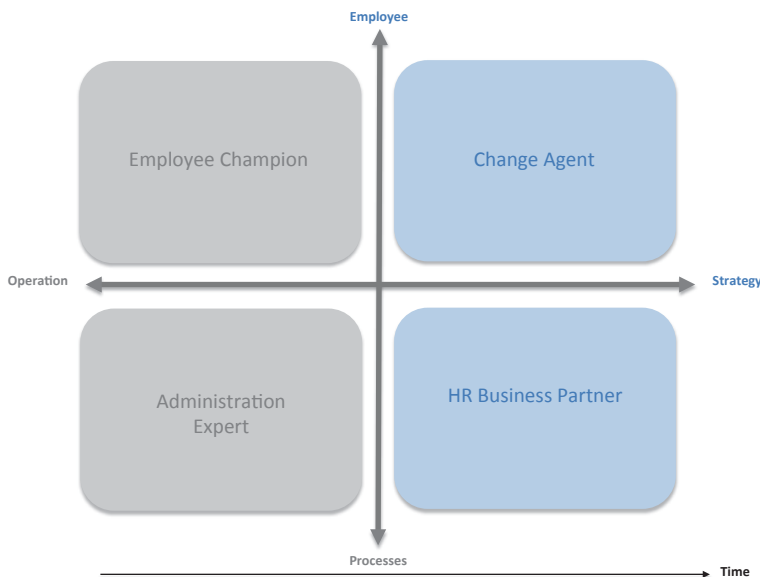 Employee
Employee Champion
Change Agent
Operation
Strategy
Administration
Expert
HR Business Partner
Processes
Time